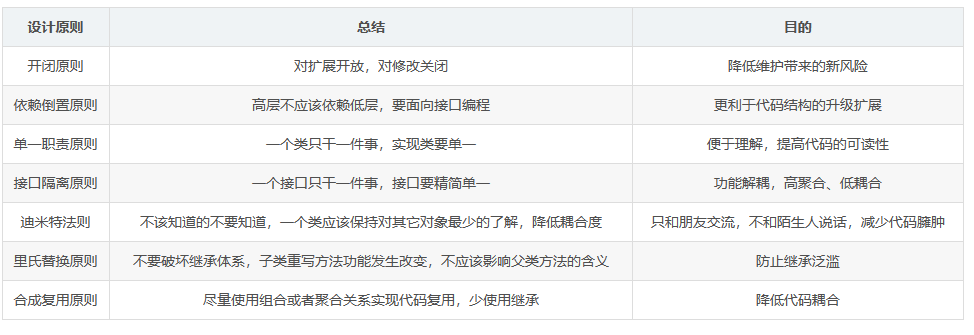 设计原则 总结 目的
开闭原则 对扩展开放，对修改关闭 降低维护带来的新风险
依赖倒置原则 高层不应该依赖低层，要面向接口编程 更利于代码结构的升级扩展
单一职责原则 一个类只干一件事，实现类要单一 便于理解，提高代码的可读性
接口隔离原则 一个接口只干一件事，接口要精简单一 功能解耦，高聚合、低耦合
迪米特法则 不该知道的不要知道，一个类应该保持对其它对象最少的了解，降低耦合度 只和朋友交流，不和陌生人说话，减少代码臃肿
里氏替换原则 不要破坏继承体系，子类重写方法功能发生改变，不应该影响父类方法的含义 防止继承泛滥
合成复用原则 尽量使用组合或者聚合关系实现代码复用，少使用继承 降低代码耦合